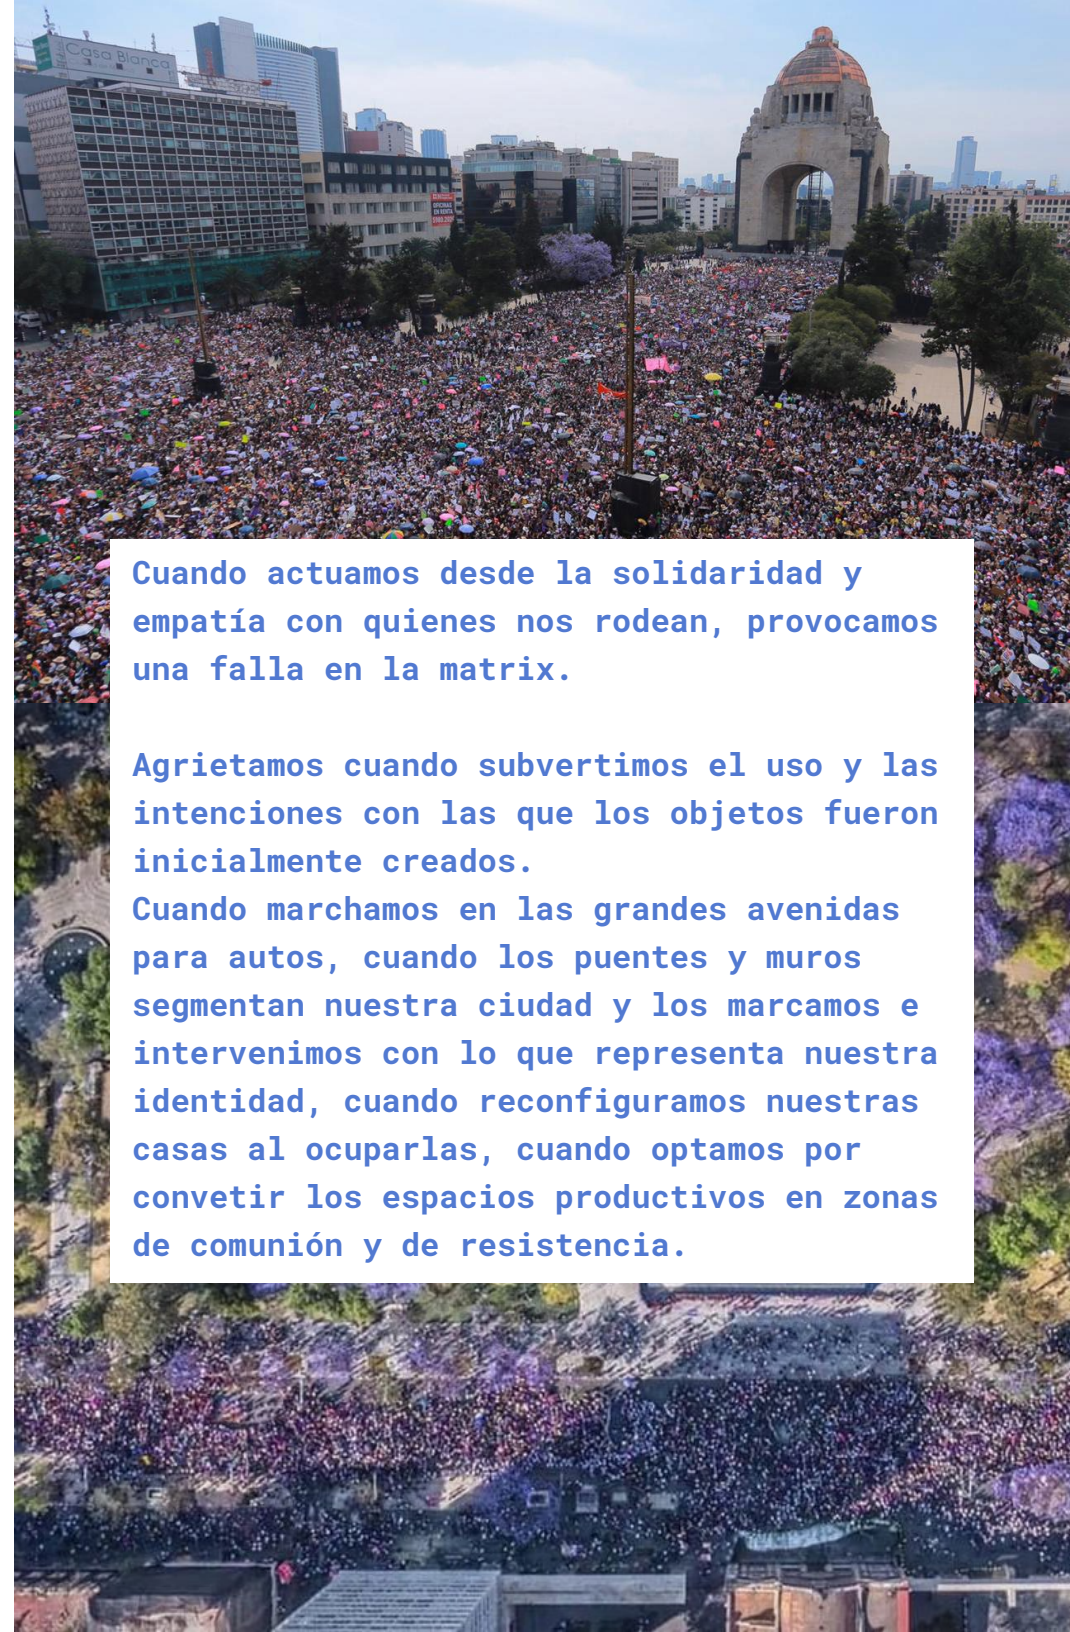 Casa Blanca
OFICINAS
EN RENTA
Cuando actuamos desde la solidaridad y
empatía con quienes nos rodean, provocamos
una falla en la matrix.
Agrietamos cuando subvertimos el uso y las
intenciones con las que los objetos fueron
inicialmente creados.
Cuando marchamos en las grandes avenidas
para autos, cuando los puentes y muros
segmentan nuestra ciudad y los marcamos e
intervenimos con lo que representa nuestra
identidad, cuando reconfiguramos nuestras
casas al ocuparlas, cuando optamos por
convetir los espacios productivos en zonas
de comunión y de resistencia.